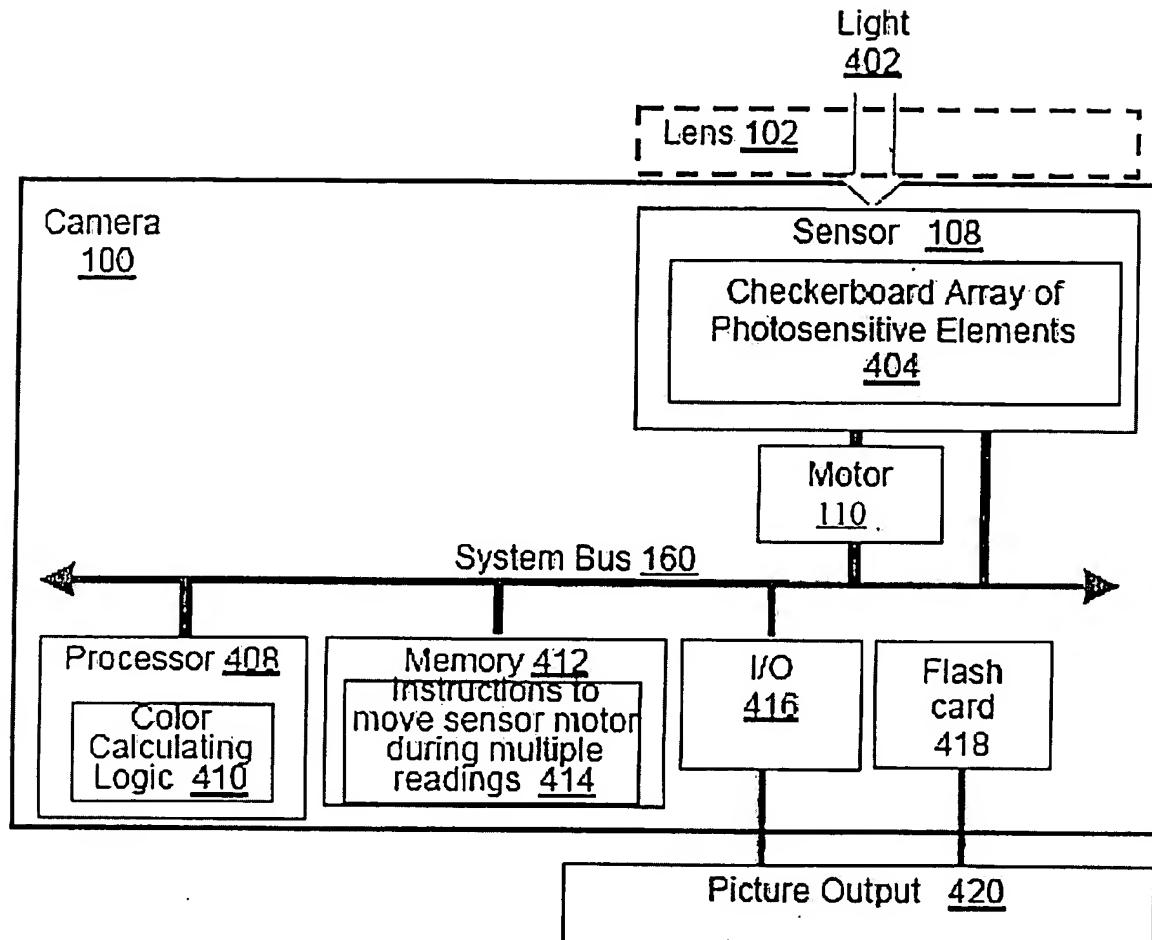 Light
402
Lens 102
Camera
100
Sensor 108
Checkerboard Array of
Photosensitive Elements
404
Motor
110
System Bus 160
Processor 408
Color
Calculating
Logic 410
Memory 412
Instructions to
move sensor motor
during multiple
readings 414
I/O
416
Flash
card
418
Picture Output 420